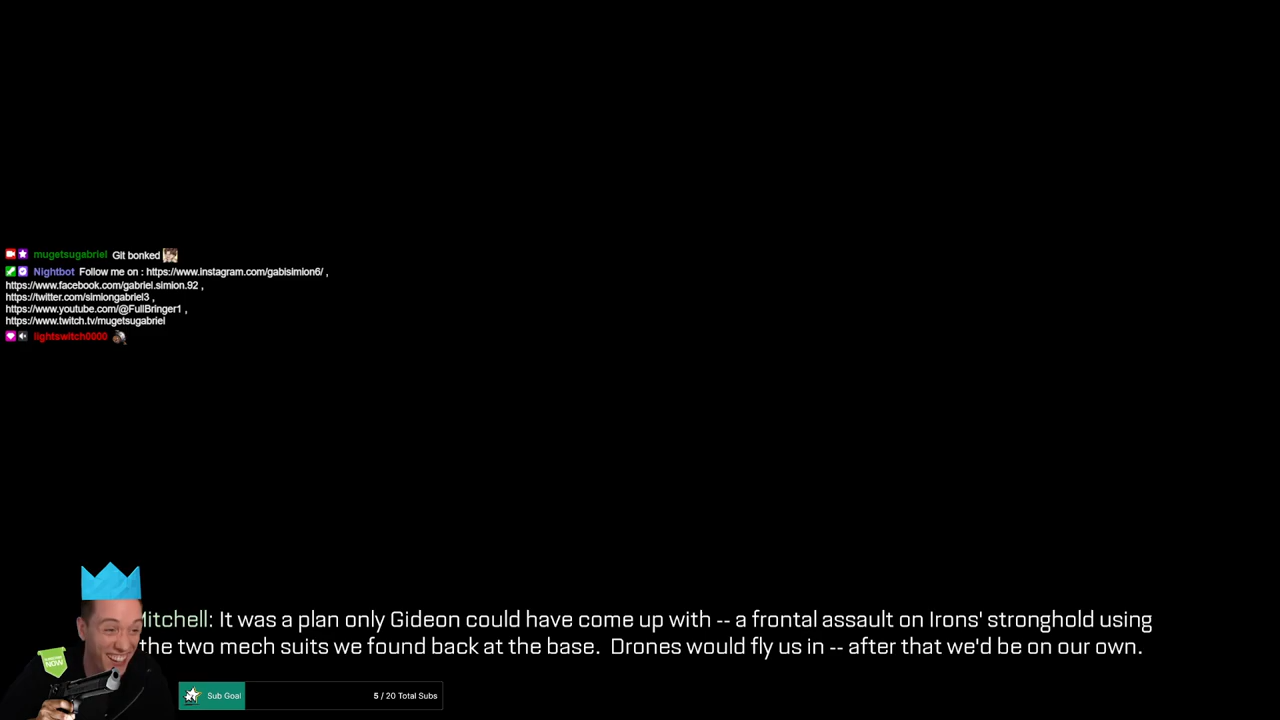 mugetsugabriel Git bonked
Nightbot Follow me on : https://www.instagram.com/gabisimion6/ ,
https://www.facebook.com/gabriel.simion.92 ,
https://twitter.com/simiongabriel3 ,
https://www.youtube.com/@FullBringer1 ,
https://www.twitch.tv/mugetsugabriel
lightswitch0000
Mitchell: It was a plan only Gideon could have come up with -- a frontal assault on Irons' stronghold using
the two mech suits we found back at the base. Drones would fly us in -- after that we'd be on our own.
NOW
Sub Goal 5 / 20 Total Subs